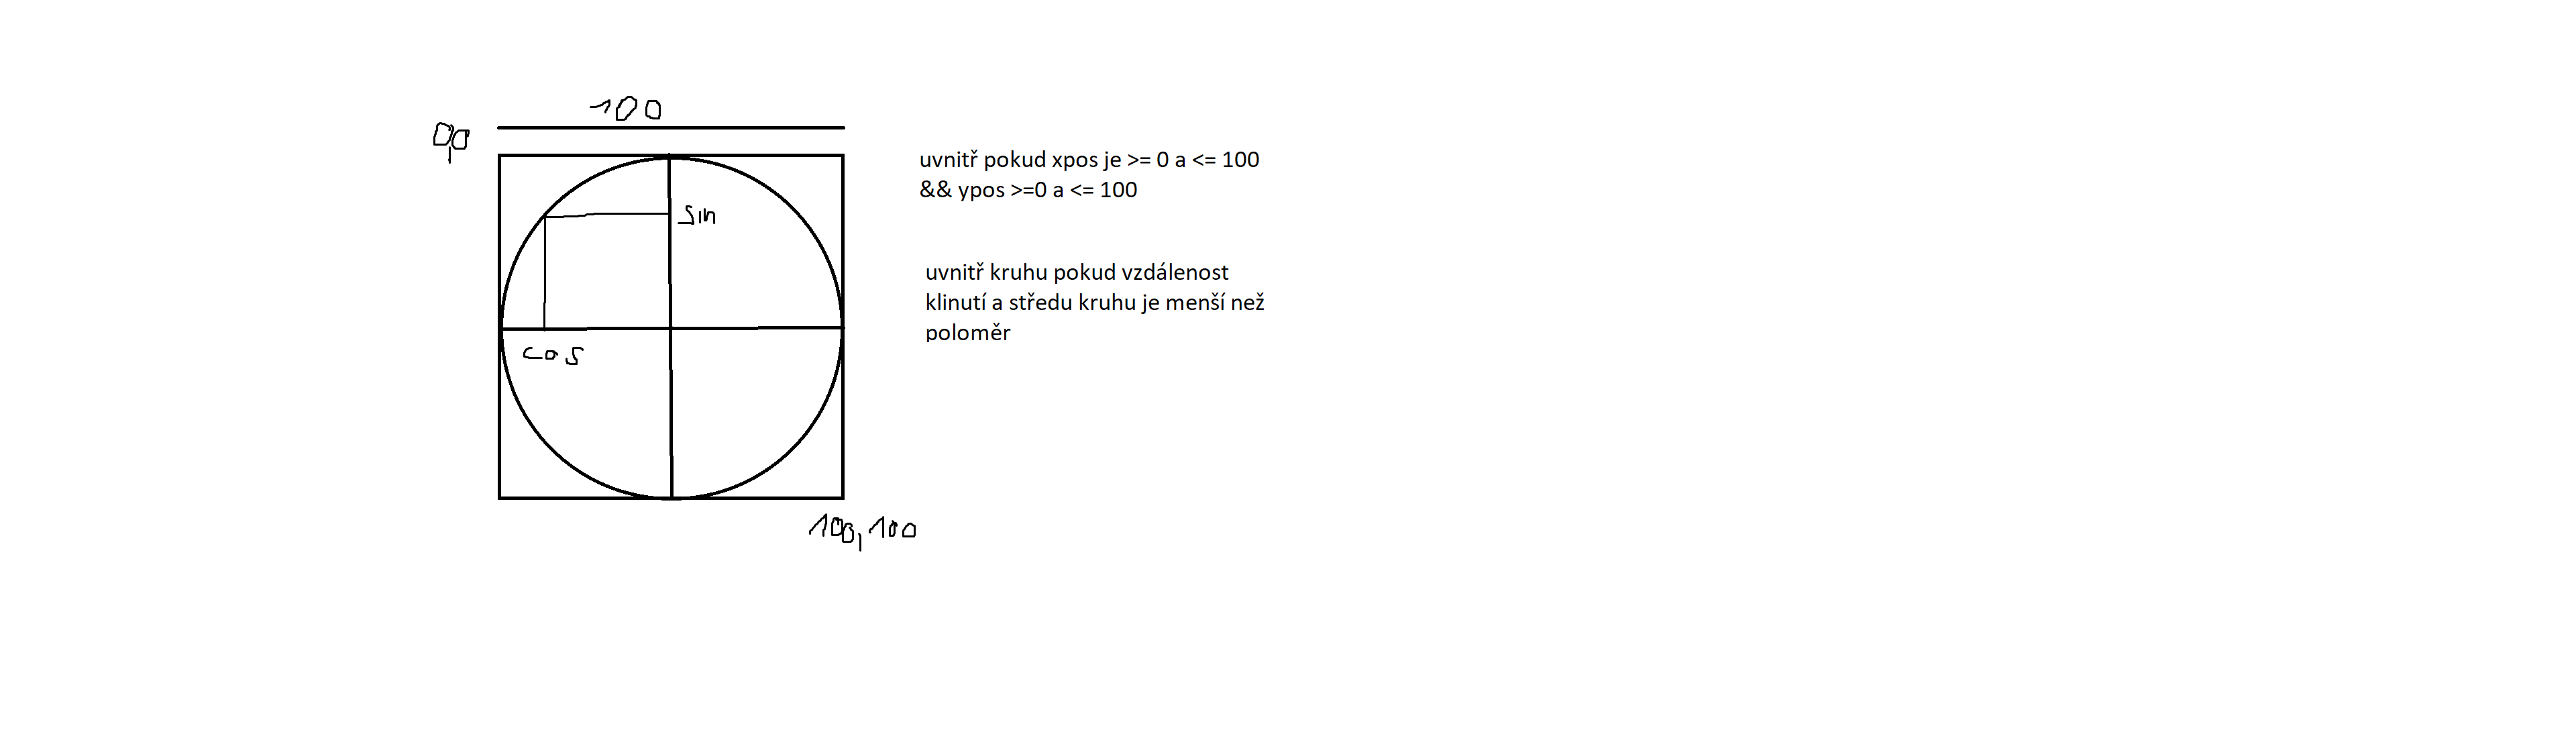 100
0,0
uvnitř pokud xpos je >= 0 a <= 100
&& ypos >=0 a <= 100
sin
uvnitř kruhu pokud vzdálenost
klinutí a středu kruhu je menší než
poloměr
cos
100,100